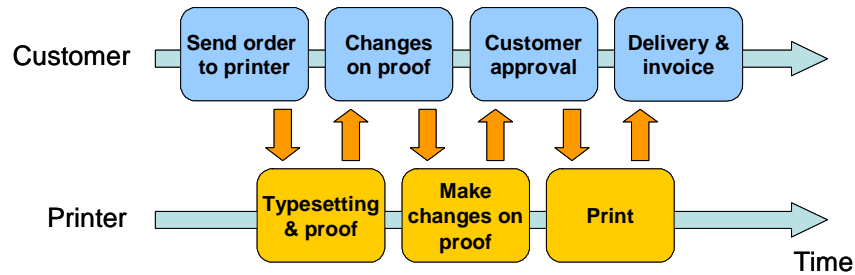 Customer
Send order
to printer
Changes
on proof
Customer
approval
Delivery &
invoice
Printer
Typesetting
& proof
Make
changes on
proof
Print
Time